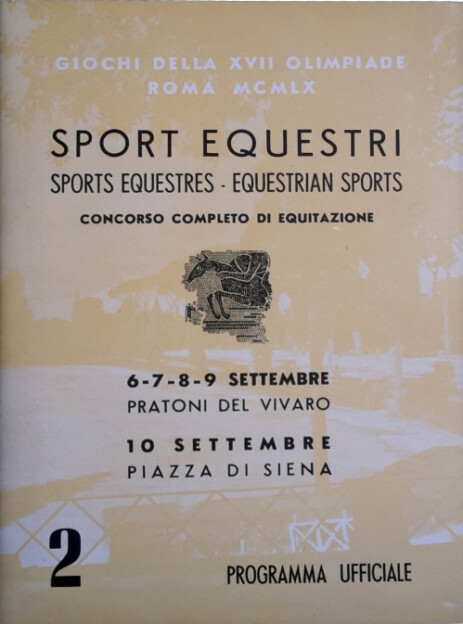 GIOCHI DELLA XVII OLIMPIADE
ROMA MCMLX
SPORT EQUESTRI
SPORTS EQUESTRES - EQUESTRIAN SPORTS
CONCORSO COMPLETO DI EQUITAZIONE
6-7-8-9 SETTEMBRE
PRATONI DEL VIVARO
10 SETTEMBRE
PIAZZA DI SIENA
2
PROGRAMMA UFFICIALE